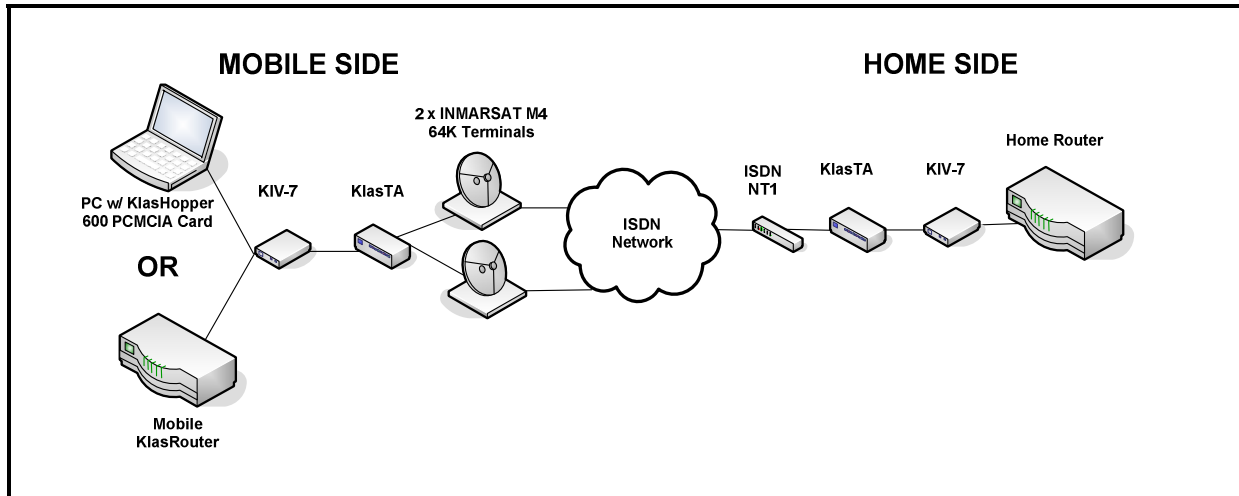 MOBILE SIDE
HOME SIDE
2 x INMARSAT M4
64K Terminals
Home Router
KIV-7
KlasTA
ISDN
NT1
KlasTA
KIV-7
PC w/ KlasHopper
600 PCMCIA Card
ISDN
Network
OR
Mobile
KlasRouter